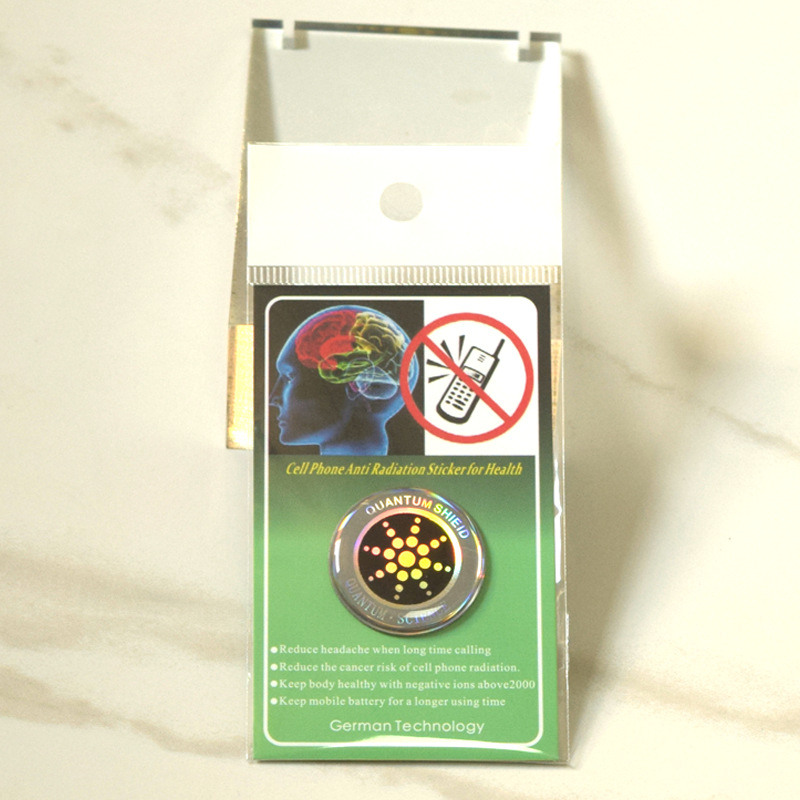 Cell Phone Anti Radiation Sticker for Health
QUANTUM SHIEID
QUANTUM · SCIENCE
Reduce headache when long time calling
Reduce the cancer risk of cell phone radiation.
Keep body healthy with negative ions above2000
Keep mobile battery for a longer using time
German Technology